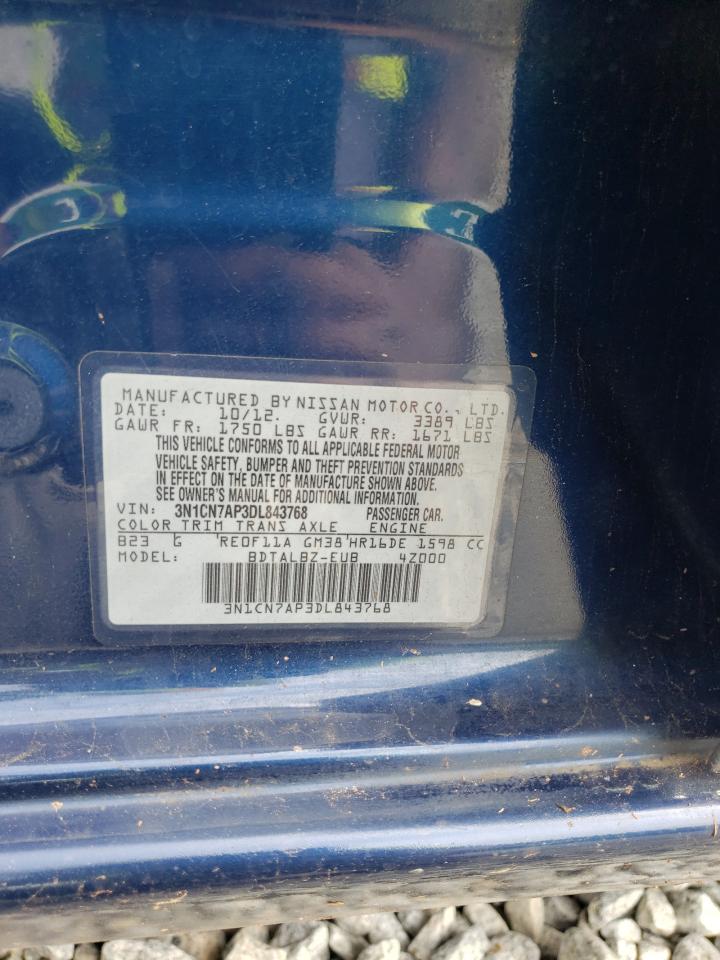 MANUFACTURED BY NISSAN MOTOR CO., LTD.
DATE: 10/12. GVWR: 3389 LBS
GAWR FR: 1750 LBS GAWR RR: 1671 LBS
THIS VEHICLE CONFORMS TO ALL APPLICABLE FEDERAL MOTOR
VEHICLE SAFETY, BUMPER AND THEFT PREVENTION STANDARDS
IN EFFECT ON THE DATE OF MANUFACTURE SHOWN ABOVE.
SEE OWNER'S MANUAL FOR ADDITIONAL INFORMATION.
VIN: 3N1CN7AP3DL843768 PASSENGER CAR.
COLOR TRIM TRANS AXLE ENGINE
B23 G RE0F11A GM38 HR16DE 1598 CC
MODEL: BDTALBZ-EUB 4Z000
3N1CN7AP3DL843768